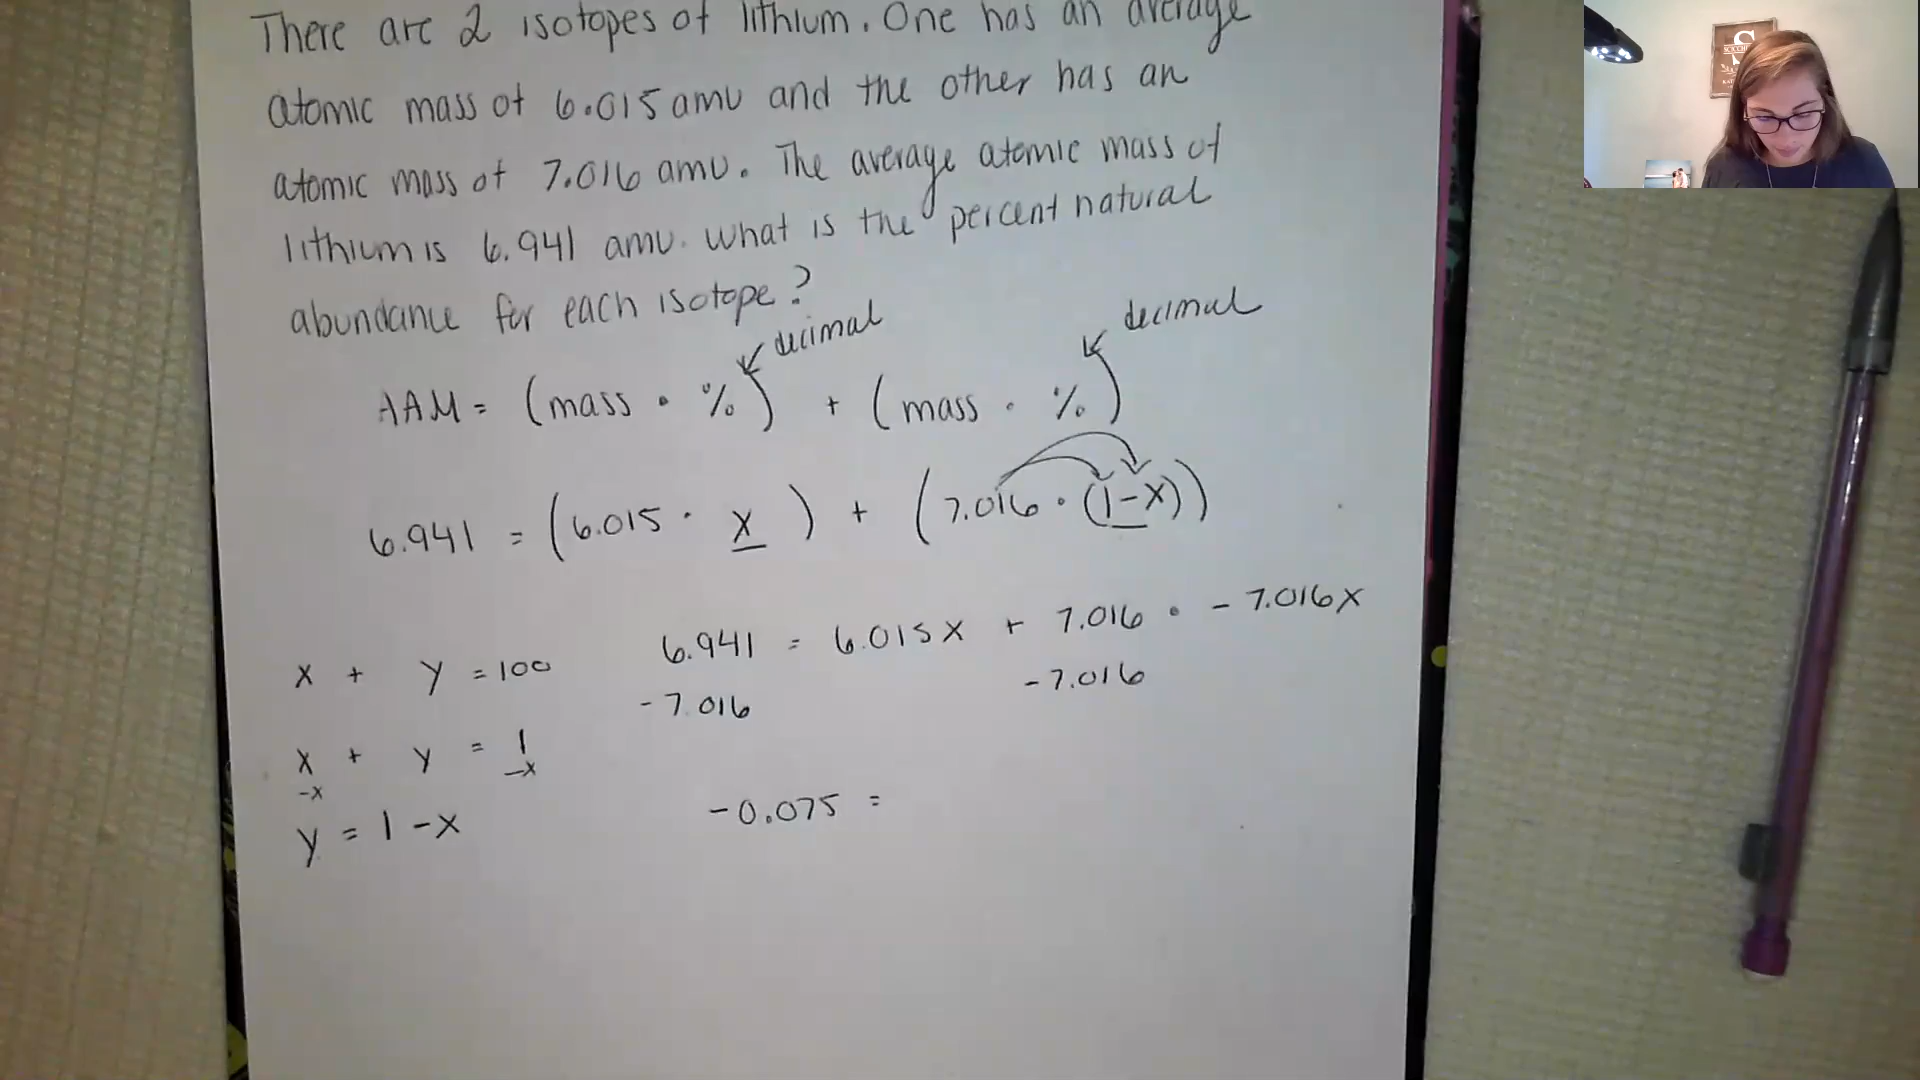 There are 2 isotopes of lithium. One has an average
atomic mass of 6.015 amu and the other has an
atomic mass of 7.016 amu. The average atomic mass of
lithium is 6.941 amu. what is the percent natural
abundance for each isotope?
decimal decimal
AAM = (mass · %) + (mass · %)
6.941 = (6.015 · x) + (7.016 · (1-x))
6.941 = 6.015x + 7.016 · - 7.016x
x + y = 100
- 7.016 - 7.016
x + y = 1
-x -x
-0.075 =
y = 1 - x
S